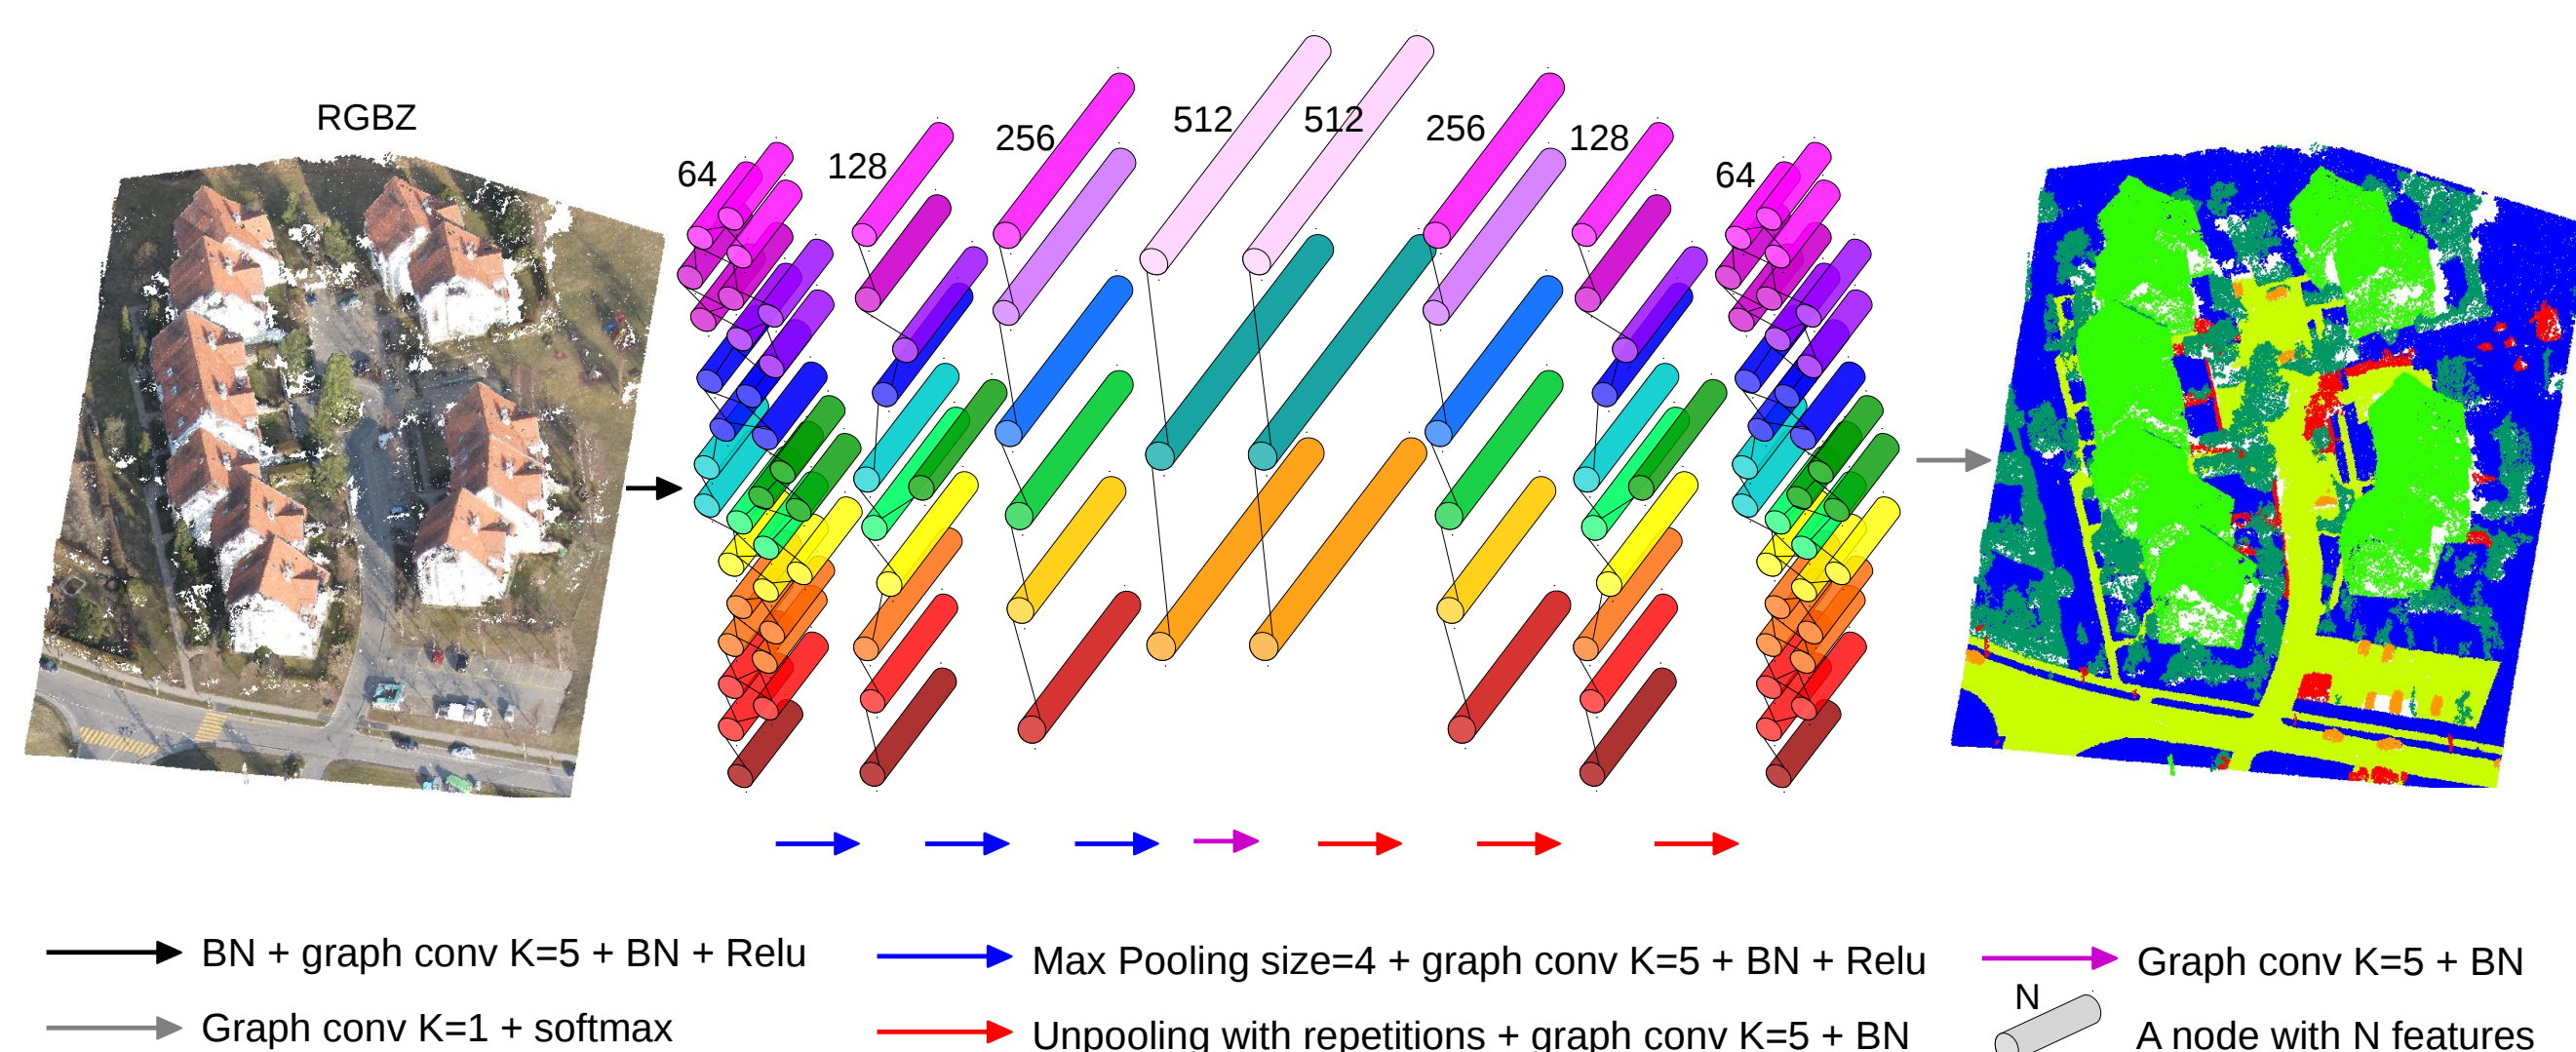 RGBZ
64
128
256
512
512
256
128
64
BN + graph conv K=5 + BN + Relu
Max Pooling size=4 + graph conv K=5 + BN + Relu
Graph conv K=5 + BN
Graph conv K=1 + softmax
Unpooling with repetitions + graph conv K=5 + BN
N
A node with N features